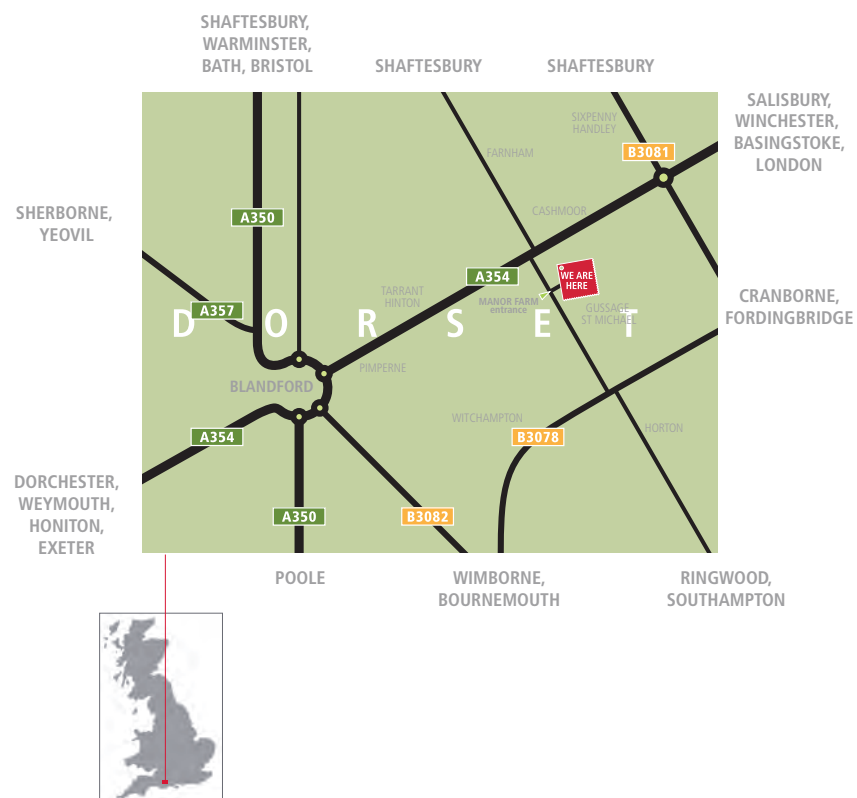 SHAFTESBURY,
WARMINSTER,
BATH, BRISTOL
SHAFTESBURY
SHAFTESBURY
SALISBURY,
WINCHESTER,
BASINGSTOKE,
LONDON
SIXPENNY
HANDLEY
B3081
FARNHAM
SHERBORNE,
YEOVIL
A350
CASHMOOR
A354
WE ARE
HERE
TARRANT
HINTON
MANOR FARM
entrance
GUSSAGE
ST MICHAEL
CRANBORNE,
FORDINGBRIDGE
A357
D O R S E T
PIMPERNE
BLANDFORD
WITCHAMPTON
HORTON
A354
B3078
DORCHESTER,
WEYMOUTH,
HONITON,
EXETER
A350
B3082
POOLE
WIMBORNE,
BOURNEMOUTH
RINGWOOD,
SOUTHAMPTON